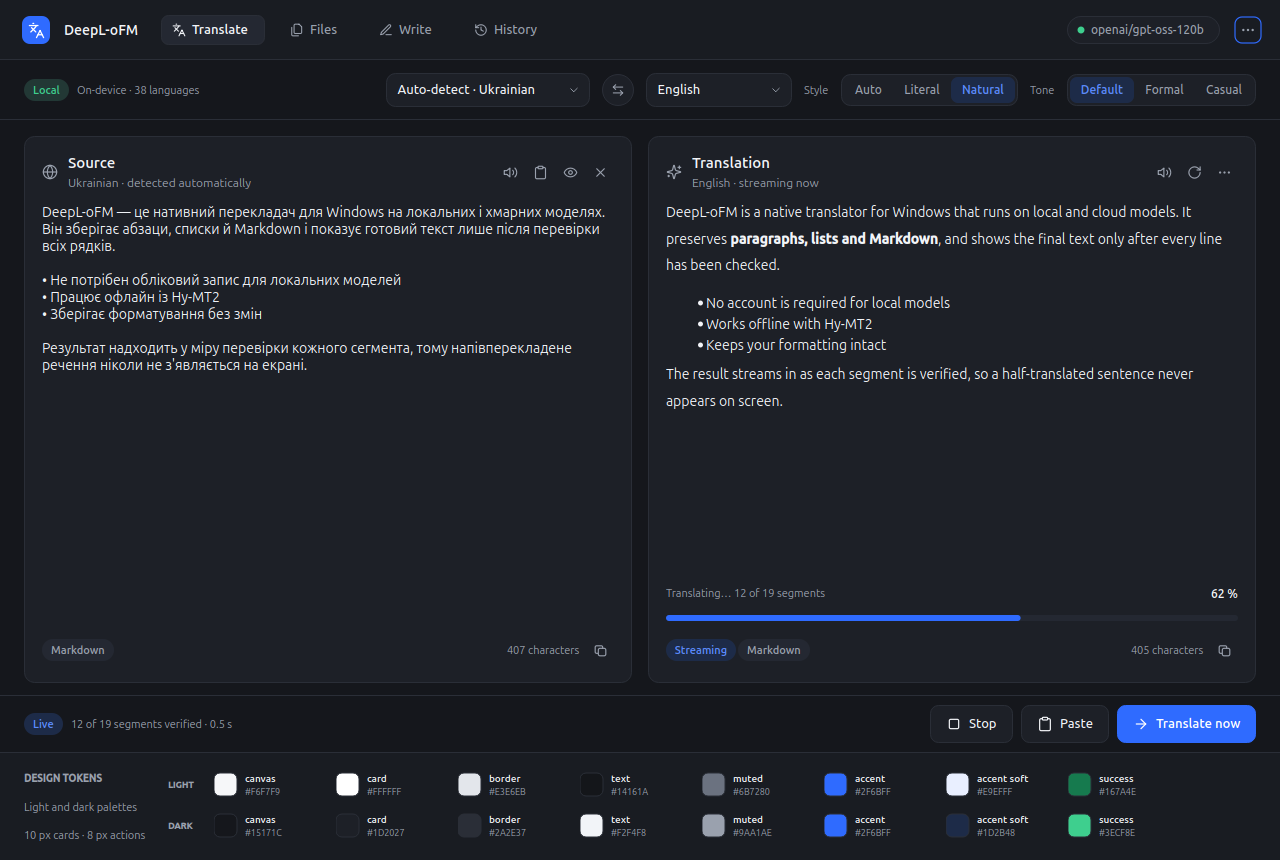 DeepL-oFM
Translate
Files
Write
History
openai/gpt-oss-120b
Local
On-device · 38 languages
Auto-detect · Ukrainian
English
Style
Auto
Literal
Natural
Tone
Default
Formal
Casual
Source
Ukrainian · detected automatically
DeepL-oFM — це нативний перекладач для Windows на локальних і хмарних моделях.
Він зберігає абзаци, списки й Markdown і показує готовий текст лише після перевірки
всіх рядків.
• Не потрібен обліковий запис для локальних моделей
• Працює офлайн із Hy-MT2
• Зберігає форматування без змін
Результат надходить у міру перевірки кожного сегмента, тому напівперекладене
речення ніколи не з'являється на екрані.
Markdown
407 characters
Translation
English · streaming now
DeepL-oFM is a native translator for Windows that runs on local and cloud models. It
preserves paragraphs, lists and Markdown, and shows the final text only after every line
has been checked.
• No account is required for local models
• Works offline with Hy-MT2
• Keeps your formatting intact
The result streams in as each segment is verified, so a half-translated sentence never
appears on screen.
Translating… 12 of 19 segments
62 %
Streaming
Markdown
405 characters
Live
12 of 19 segments verified · 0.5 s
Stop
Paste
Translate now
DESIGN TOKENS
Light and dark palettes
10 px cards · 8 px actions
LIGHT
canvas
#F6F7F9
card
#FFFFFF
border
#E3E6EB
text
#14161A
muted
#6B7280
accent
#2F6BFF
accent soft
#E9EFFF
success
#167A4E
DARK
canvas
#15171C
card
#1D2027
border
#2A2E37
text
#F2F4F8
muted
#9AA1AE
accent
#2F6BFF
accent soft
#1D2B48
success
#3ECF8E